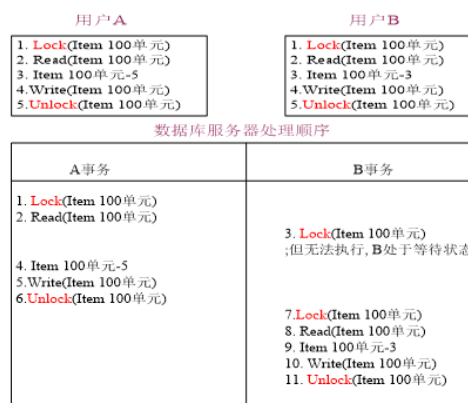 用户A
1. Lock(Item 100单元)
2. Read(Item 100单元)
3. Item 100单元-5
4.Write(Item 100单元)
5.Unlock(Item 100单元)
用户B
1. Lock(Item 100单元)
2. Read(Item 100单元)
3. Item 100单元-3
4. Write(Item 100单元)
5.Unlock(Item 100单元)
数据库服务器处理顺序
A事务
B事务
1. Lock(Item 100单元)
2. Read(Item 100单元)
3. Lock(Item 100单元)
;但无法执行, B处于等待状态
4. Item 100单元-5
5.Write(Item 100单元)
6.Unlock(Item 100单元)
7.Lock(Item 100单元)
8. Read(Item 100单元)
9. Item 100单元-3
10. Write(Item 100单元)
11. Unlock(Item 100单元)